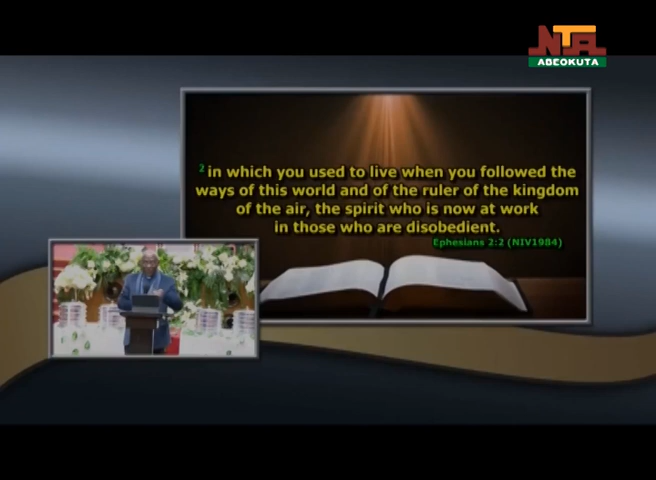 NTA
ABEOKUTA
2 in which you used to live when you followed the
ways of this world and of the ruler of the kingdom
of the air, the spirit who is now at work
in those who are disobedient.
Ephesians 2:2 (NIV1984)